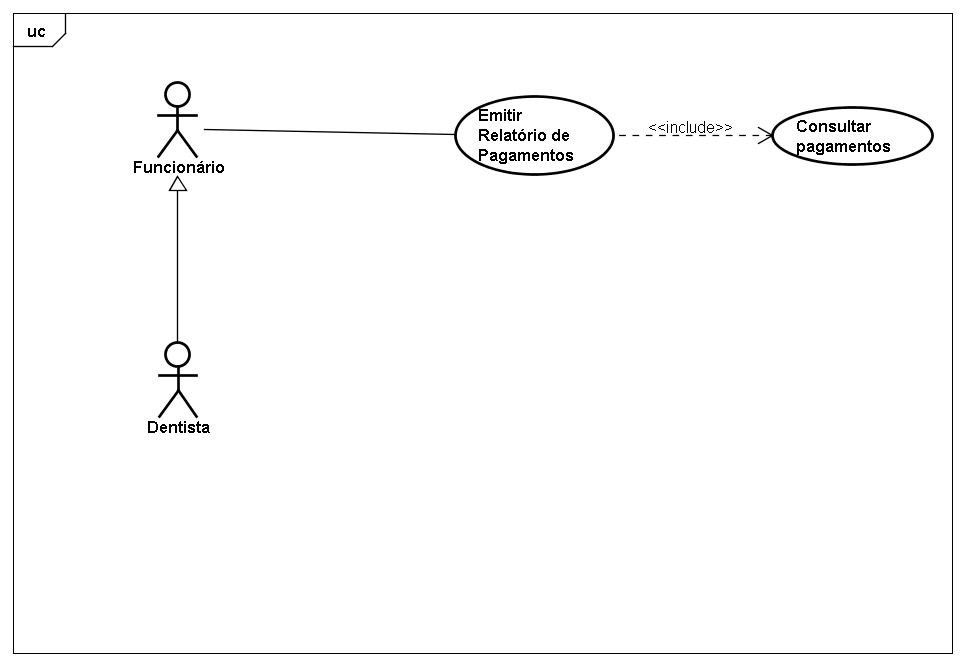 uc
Funcionário
Emitir
Relatório de
Pagamentos
<<include>>
Consultar
pagamentos
Dentista